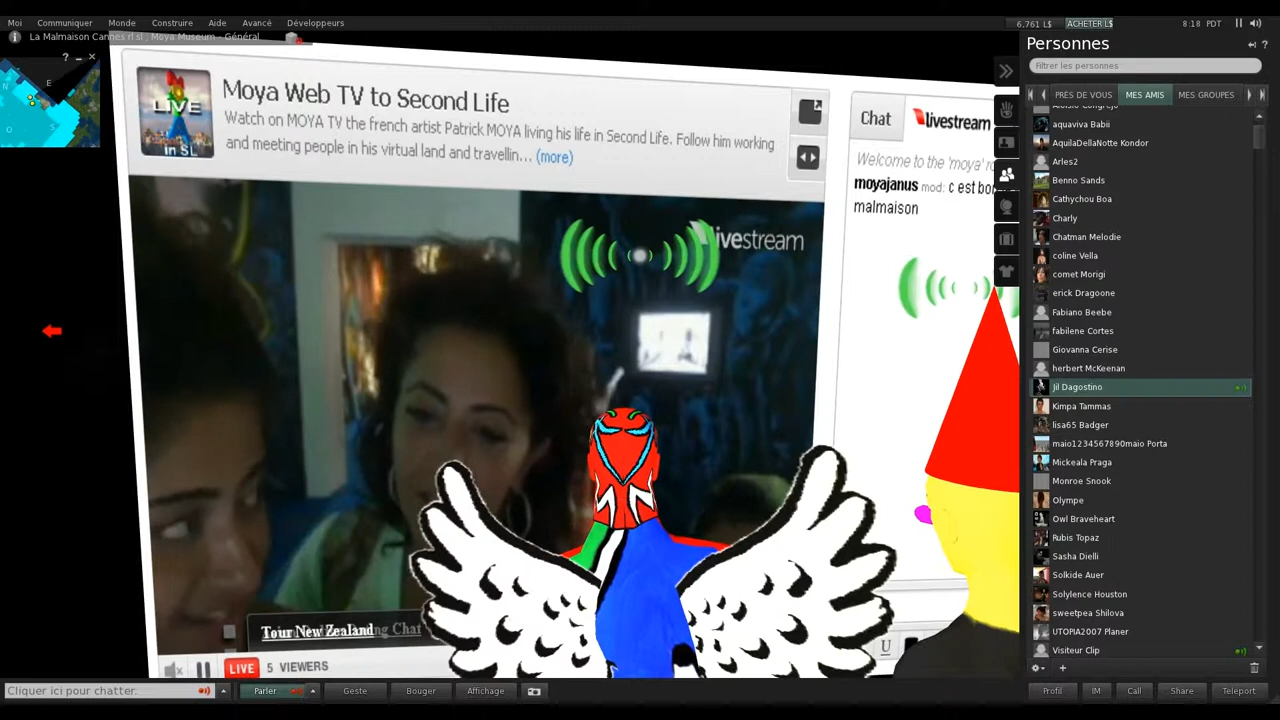 Moi Communiquer Monde Construire Aide Avancé Développeurs
6,761 L$ ACHETER L$ 8:18 PDT
La Malmaison Cannes rl sl , Moya Museum - Général
Personnes
Filtrer les personnes
PRÈS DE VOUS MES AMIS MES GROUPES
N E
O S
LIVE
in SL
Moya Web TV to Second Life
Watch on MOYA TV the french artist Patrick MOYA living his life in Second Life. Follow him working
and meeting people in his virtual land and travellin... (more)
Chat livestream
Welcome to the 'moya'
moyajanus mod: c est
malmaison
livestream
Tour New Zealand Chat
LIVE 5 VIEWERS
U
aquaviva Babii
AquilaDellaNotte Kondor
Arles2
Benno Sands
Cathychou Boa
Charly
Chatman Melodie
coline Vella
comet Morigi
erick Dragoone
Fabiano Beebe
fabilene Cortes
Giovanna Cerise
herbert McKeenan
Jil Dagostino
Kimpa Tammas
lisa65 Badger
maio1234567890maio Porta
Mickeala Praga
Monroe Snook
Olympe
Owl Braveheart
Rubis Topaz
Sasha Dielli
Solkide Auer
Solylence Houston
sweetpea Shilova
UTOPIA2007 Planer
Visiteur Clip
Cliquer ici pour chatter. Parler Geste Bouger Affichage
Profil IM Call Share Teleport